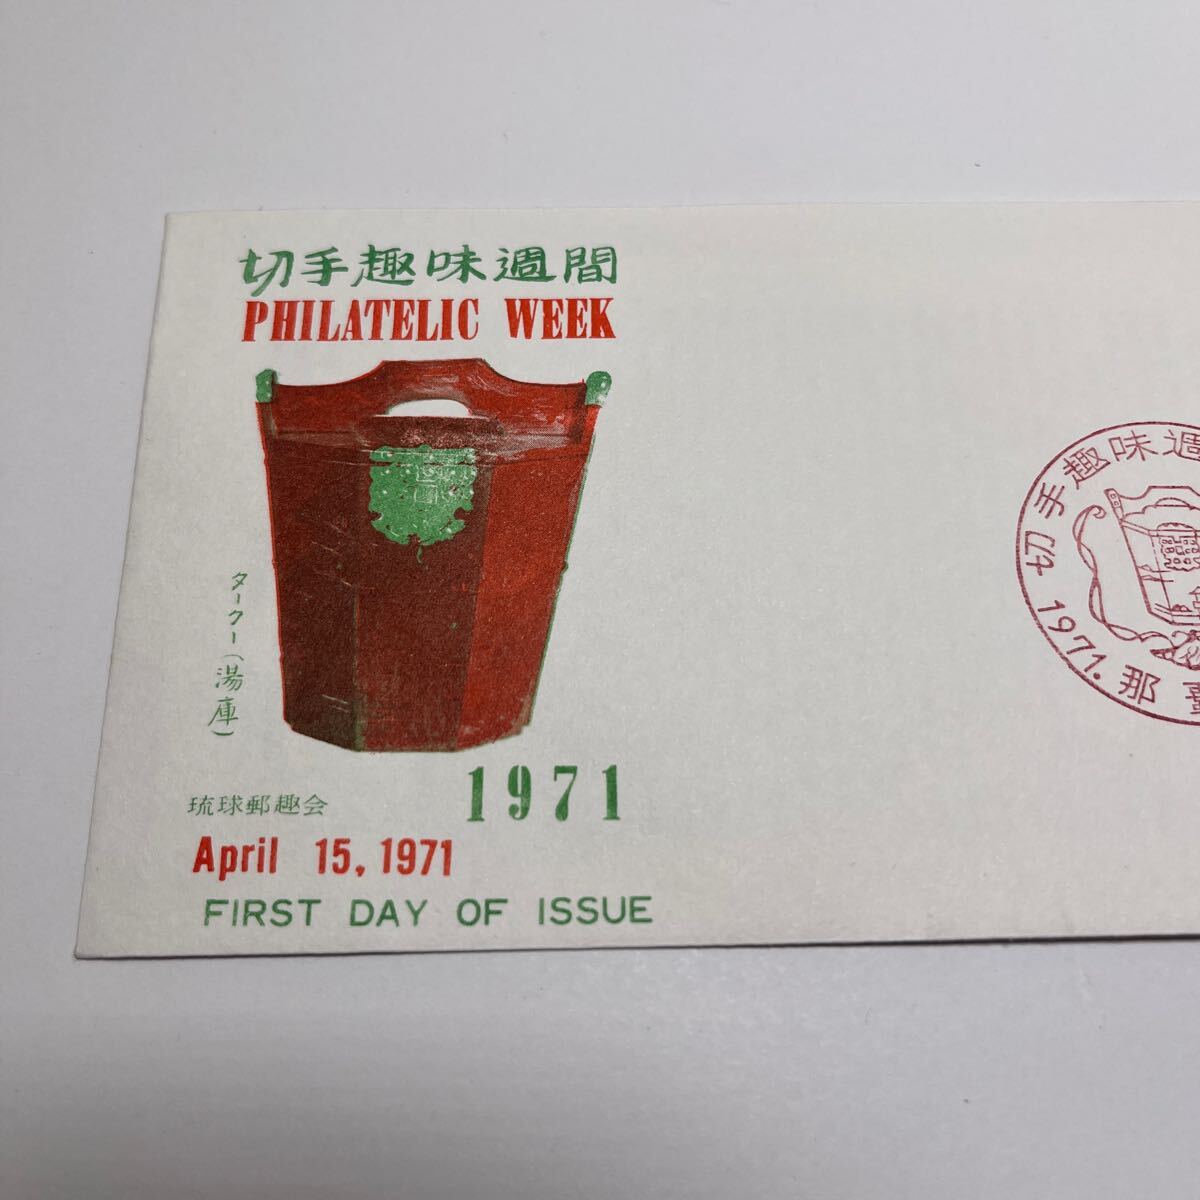 切手趣味週間
PHILATELIC WEEK
タークー(湯庫)
1971
琉球郵趣会
April 15, 1971
FIRST DAY OF ISSUE
切手趣味週
1971. 那